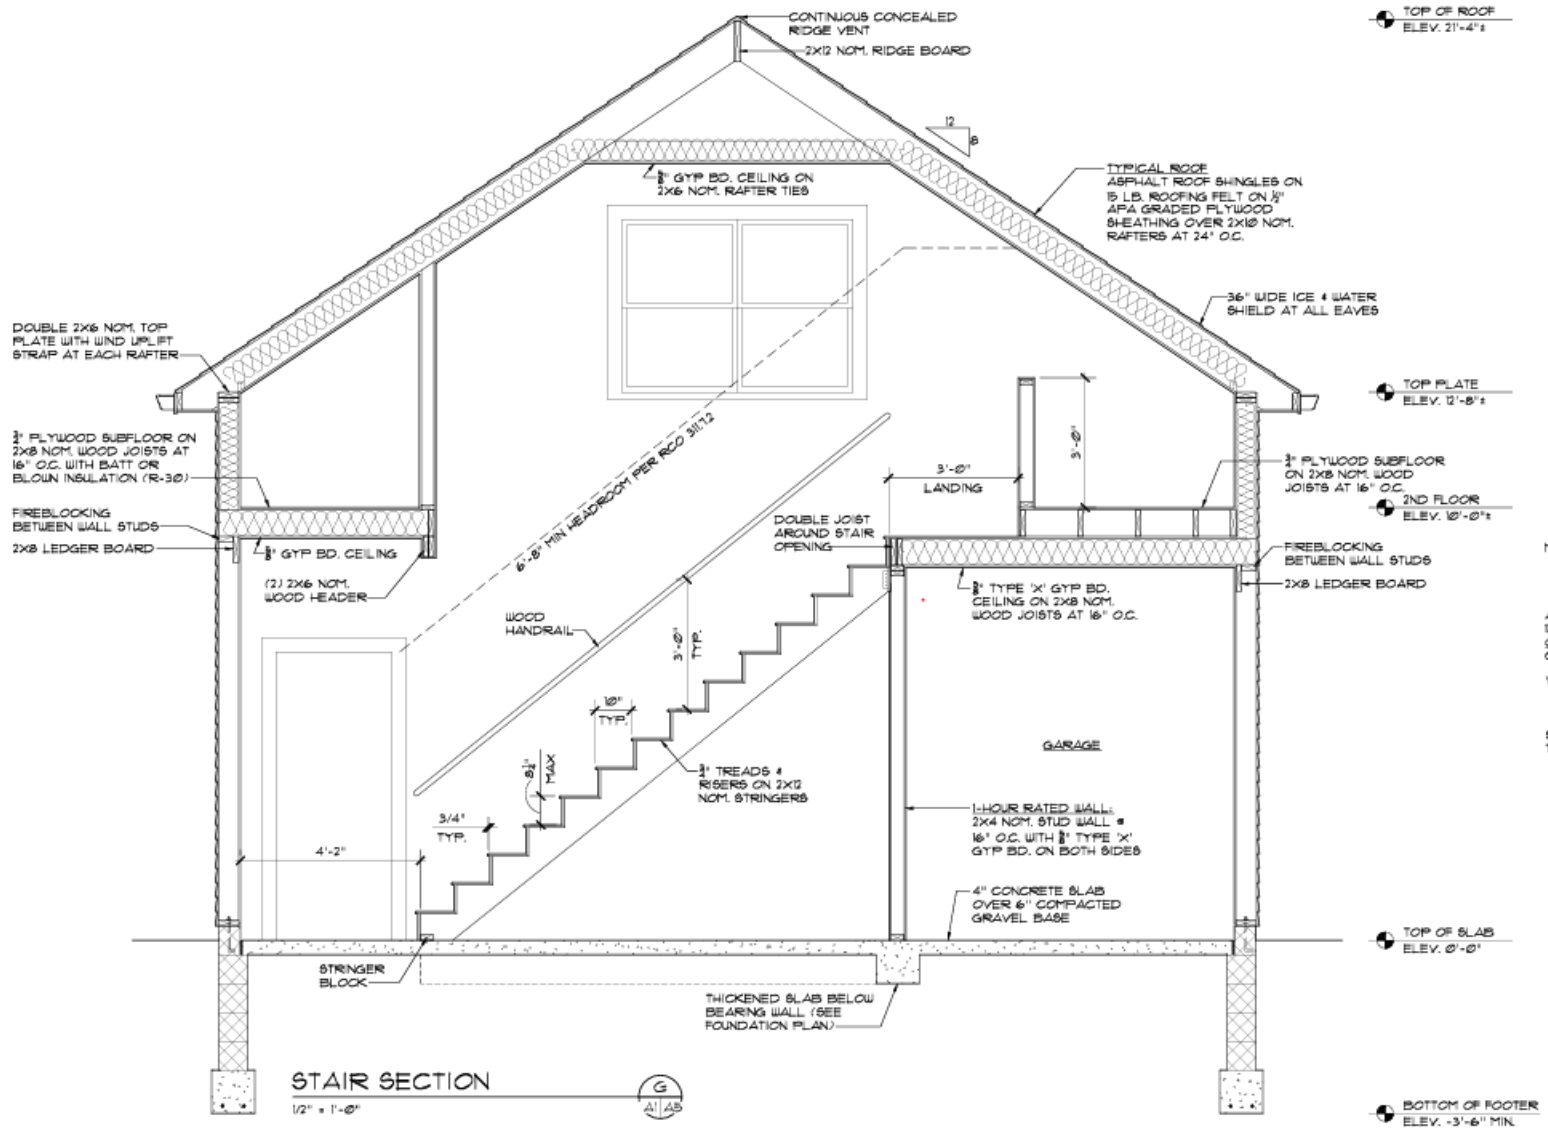 CONTINUOUS CONCEALED
RIDGE VENT
2X12 NOM. RIDGE BOARD
TOP OF ROOF
ELEV. 21'-4"±
12
8
5/8" GYP BD. CEILING ON
2X6 NOM. RAFTER TIES
TYPICAL ROOF
ASPHALT ROOF SHINGLES ON
15 LB. ROOFING FELT ON 1/2"
APA GRADED PLYWOOD
SHEATHING OVER 2X10 NOM.
RAFTERS AT 24" O.C.
36" WIDE ICE & WATER
SHIELD AT ALL EAVES
DOUBLE 2X6 NOM. TOP
PLATE WITH WIND UPLIFT
STRAP AT EACH RAFTER
TOP PLATE
ELEV. 12'-8"±
3/4" PLYWOOD SUBFLOOR ON
2X8 NOM. WOOD JOISTS AT
16" O.C. WITH BATT OR
BLOWN INSULATION (R-30)
6'-8" MIN HEADROOM PER RCO 311.7.2
3'-0"
3'-0"
LANDING
3/4" PLYWOOD SUBFLOOR
ON 2X8 NOM. WOOD
JOISTS AT 16" O.C.
2ND FLOOR
ELEV. 10'-0"±
FIREBLOCKING
BETWEEN WALL STUDS
2X8 LEDGER BOARD
5/8" GYP BD. CEILING
(2) 2X6 NOM.
WOOD HEADER
DOUBLE JOIST
AROUND STAIR
OPENING
FIREBLOCKING
BETWEEN WALL STUDS
2X8 LEDGER BOARD
5/8" TYPE 'X' GYP BD.
CEILING ON 2X8 NOM.
WOOD JOISTS AT 16" O.C.
WOOD
HANDRAIL
3'-0"
TYP.
10"
TYP.
GARAGE
8 1/4"
MAX
3/4" TREADS &
RISERS ON 2X12
NOM. STRINGERS
3/4"
TYP.
1-HOUR RATED WALL:
2X4 NOM. STUD WALL @
16" O.C. WITH 5/8" TYPE 'X'
GYP BD. ON BOTH SIDES
4'-2"
4" CONCRETE SLAB
OVER 6" COMPACTED
GRAVEL BASE
TOP OF SLAB
ELEV. 0'-0"
STRINGER
BLOCK
THICKENED SLAB BELOW
BEARING WALL (SEE
FOUNDATION PLAN)
STAIR SECTION
1/2" = 1'-0"
G
A1 A5
BOTTOM OF FOOTER
ELEV. -3'-6" MIN.